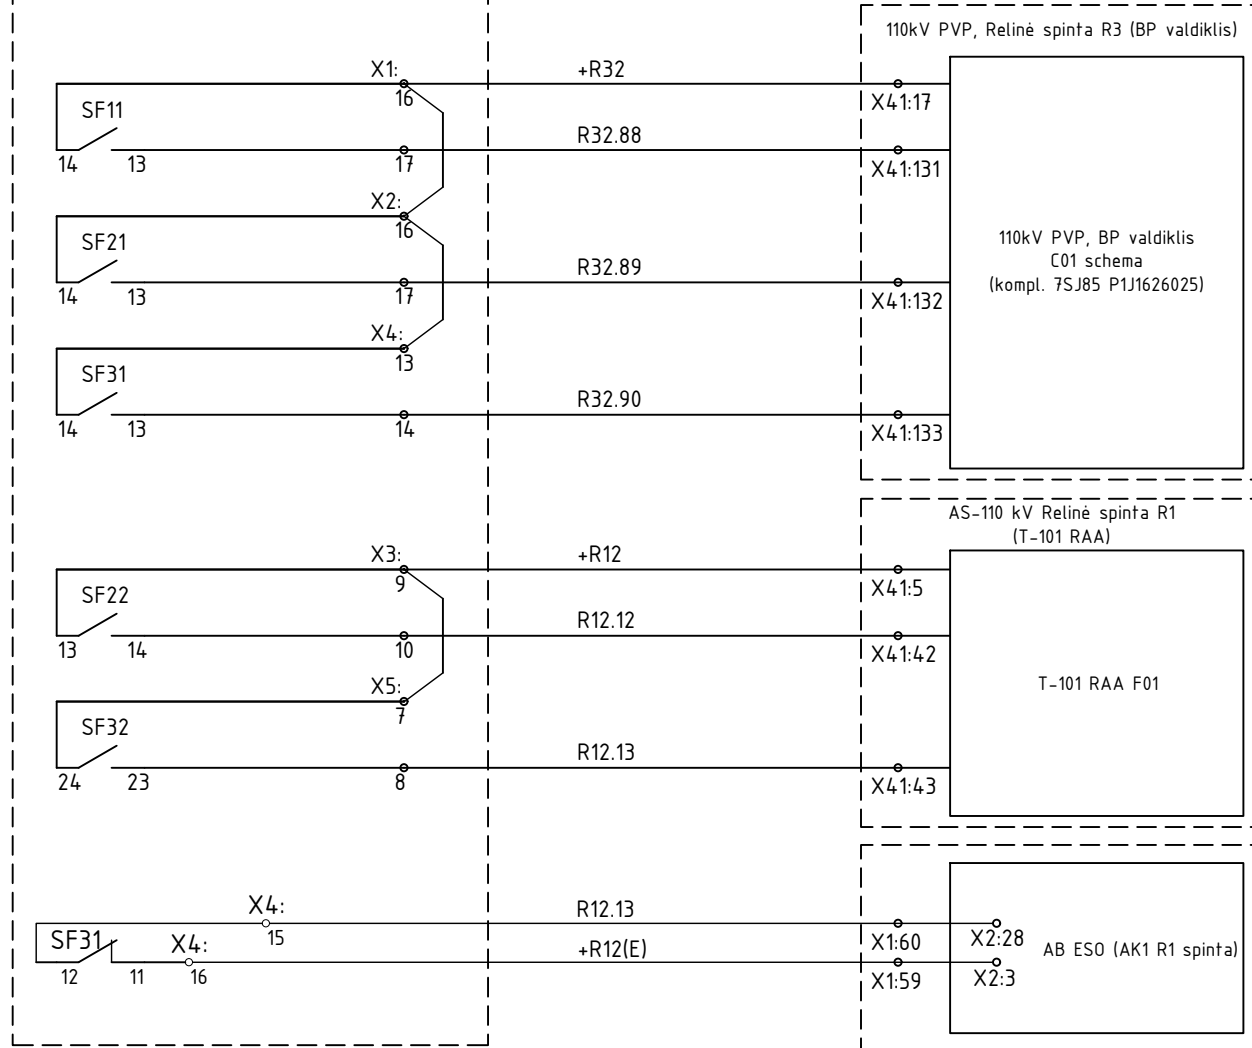 110kV PVP, Relinė spinta R3 (BP valdiklis)
X1:
+R32
16
X41:17
SF11
R32.88
14
13
17
X41:131
X2:
16
SF21
R32.89
14
13
17
X41:132
110kV PVP, BP valdiklis
C01 schema
(kompl. 7SJ85 P1J1626025)
X4:
13
SF31
R32.90
14
13
14
X41:133
AS-110 kV Relinė spinta R1
(T-101 RAA)
X3:
+R12
9
X41:5
SF22
R12.12
13
14
10
X41:42
T-101 RAA F01
X5:
7
SF32
R12.13
24
23
8
X41:43
X4:
R12.13
15
X1:60
X2:28
SF31
X4:
+R12(E)
AB ESO (AK1 R1 spinta)
12
11
16
X1:59
X2:3